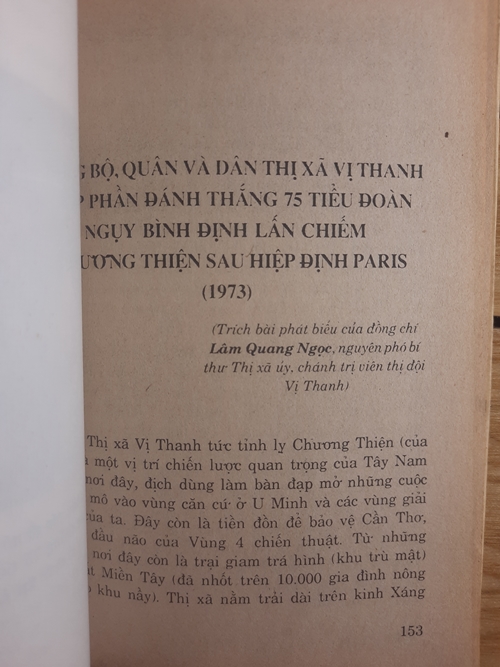 BỘ, QUÂN VÀ DÂN THỊ XÃ VỊ THANH
PHẦN ĐÁNH THẮNG 75 TIỂU ĐOÀN
NGỤY BÌNH ĐỊNH LẤN CHIẾM
ƯƠNG THIỆN SAU HIỆP ĐỊNH PARIS
(1973)
(Trích bài phát biểu của đồng chí
Lâm Quang Ngọc, nguyên phó bí
thư Thị xã ủy, chánh trị viên thị đội
Vị Thanh)
Thị xã Vị Thanh tức tỉnh lỵ Chương Thiện (của
một vị trí chiến lược quan trọng của Tây Nam
nơi đây, địch dùng làm bàn đạp mở những cuộc
mô vào vùng căn cứ ở U Minh và các vùng giải
của ta. Đây còn là tiền đồn để bảo vệ Cần Thơ,
đầu não của Vùng 4 chiến thuật. Từ những
nơi đây còn là trại giam trá hình (khu trù mật)
Miền Tây (đã nhốt trên 10.000 gia đình nông
khu nầy). Thị xã nằm trải dài trên kinh Xáng
153